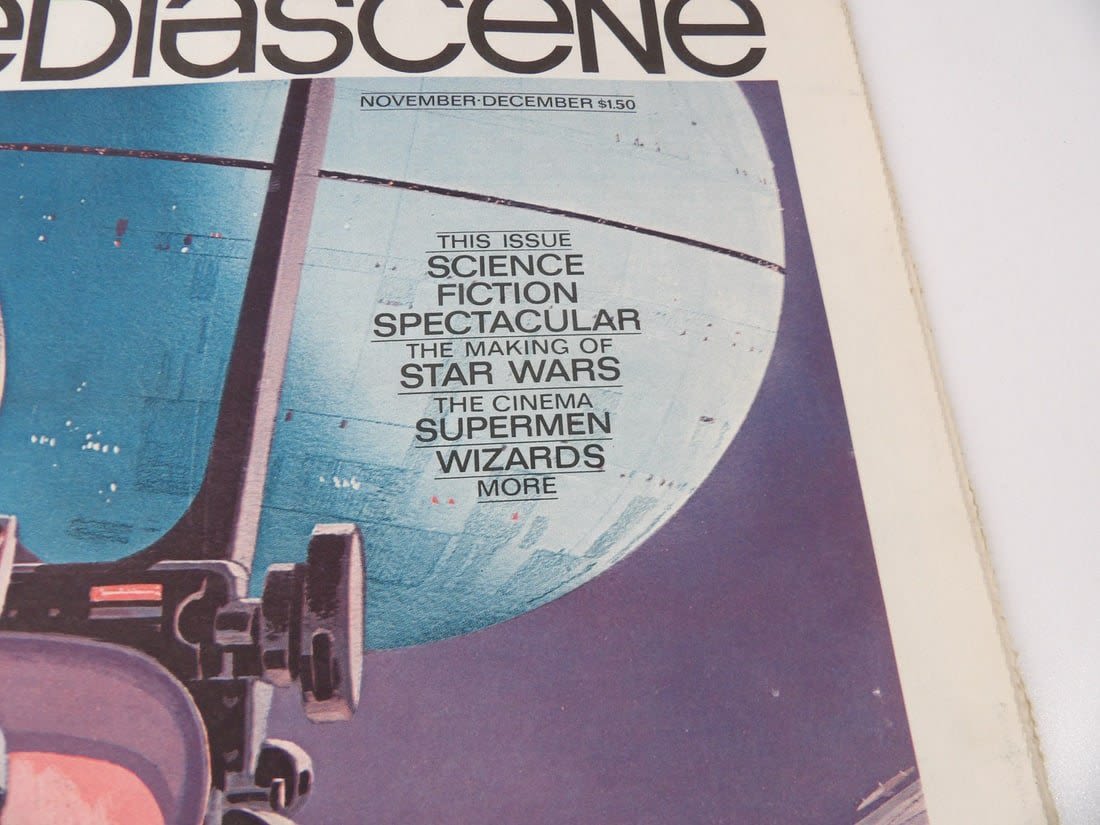 eDIASCENE
NOVEMBER·DECEMBER $1.50
THIS ISSUE
SCIENCE
FICTION
SPECTACULAR
THE MAKING OF
STAR WARS
THE CINEMA
SUPERMEN
WIZARDS
MORE